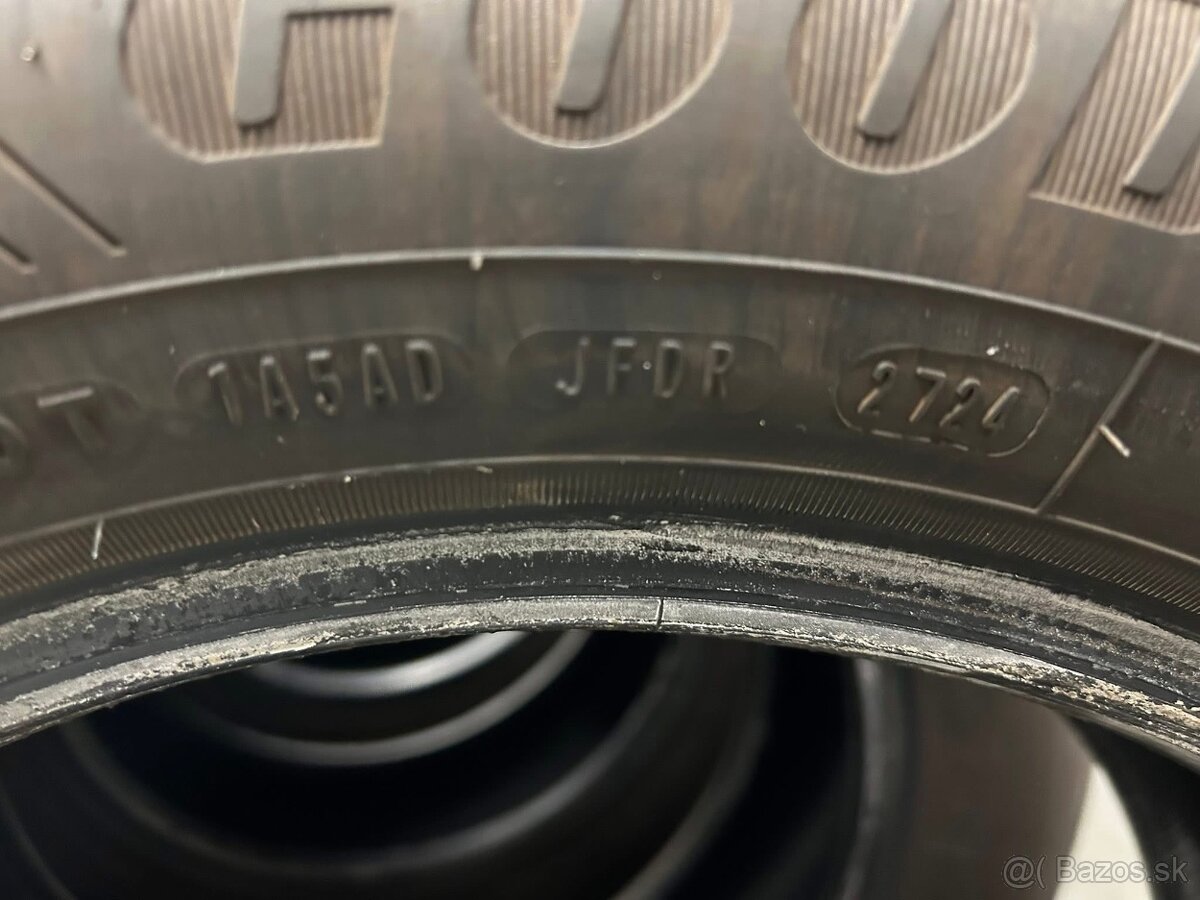 1A5AD JFDR 2724
@( Bazos.sk